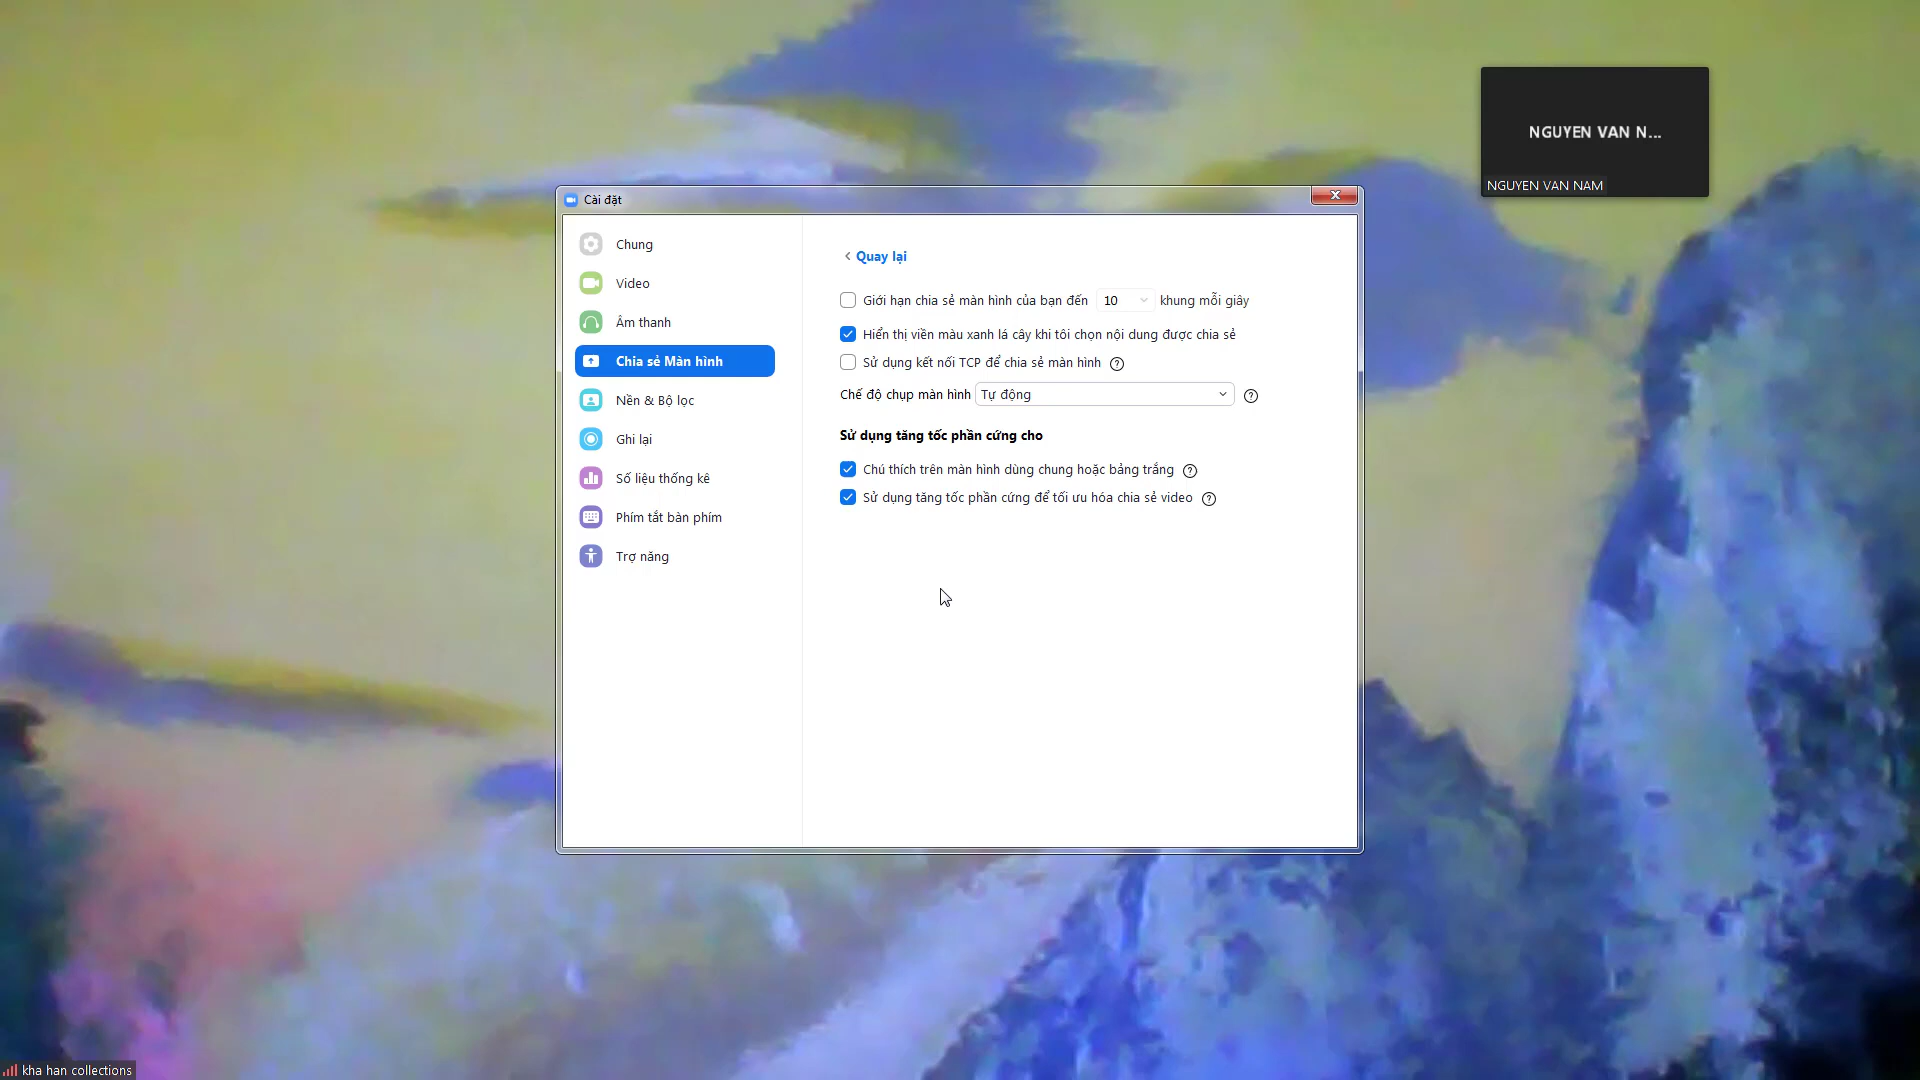 NGUYEN VAN N...
NGUYEN VAN NAM
Cài đặt
Chung
Video
Âm thanh
Chia sẻ Màn hình
Nền & Bộ lọc
Ghi lại
Số liệu thống kê
Phím tắt bàn phím
Trợ năng
Quay lại
Giới hạn chia sẻ màn hình của bạn đến 10 khung mỗi giây
Hiển thị viền màu xanh lá cây khi tôi chọn nội dung được chia sẻ
Sử dụng kết nối TCP để chia sẻ màn hình
Chế độ chụp màn hình Tự động
Sử dụng tăng tốc phần cứng cho
Chú thích trên màn hình dùng chung hoặc bảng trắng
Sử dụng tăng tốc phần cứng để tối ưu hóa chia sẻ video
kha han collections